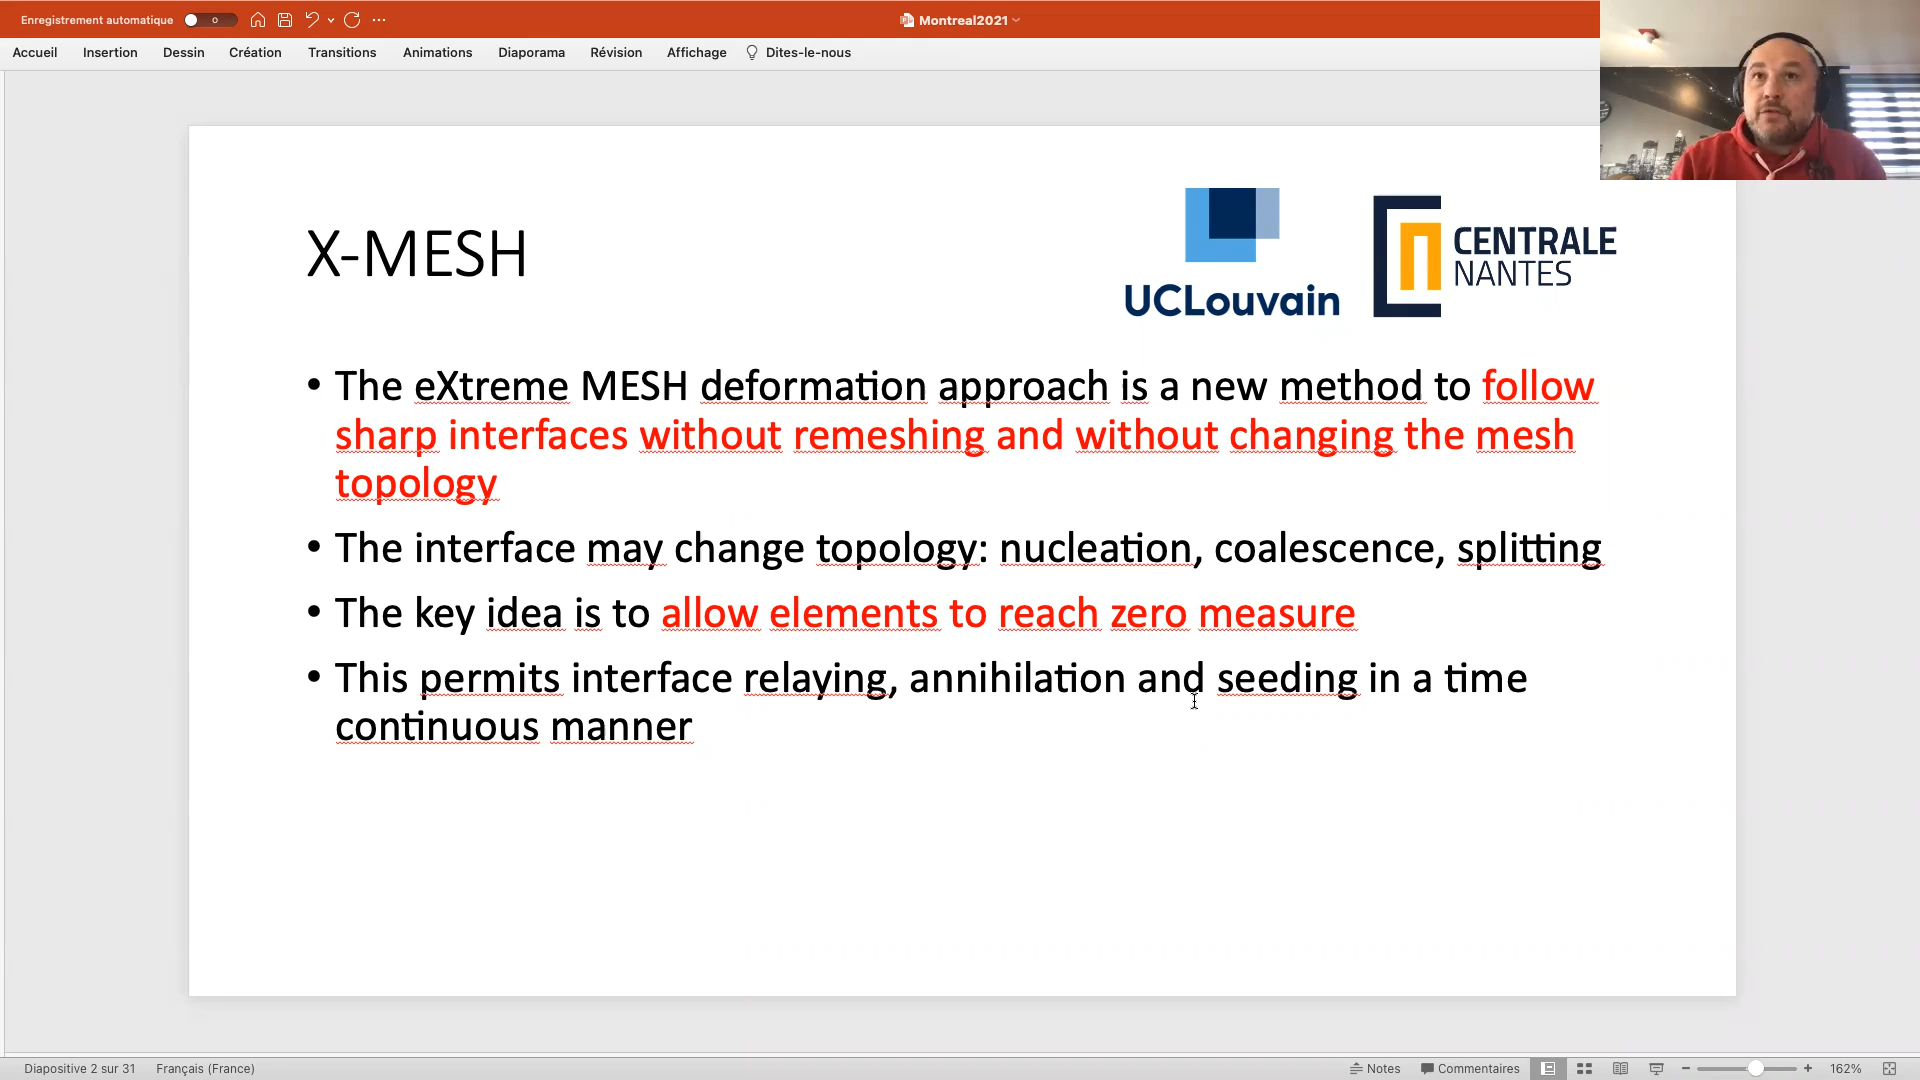 Enregistrement automatique
Montreal2021
Accueil Insertion Dessin Création Transitions Animations Diaporama Révision Affichage Dites-le-nous
X-MESH
UCLouvain
CENTRALE
NANTES
• The eXtreme MESH deformation approach is a new method to follow
sharp interfaces without remeshing and without changing the mesh
topology
• The interface may change topology: nucleation, coalescence, splitting
• The key idea is to allow elements to reach zero measure
• This permits interface relaying, annihilation and seeding in a time
continuous manner
Diapositive 2 sur 31 Français (France) Notes Commentaires 162%